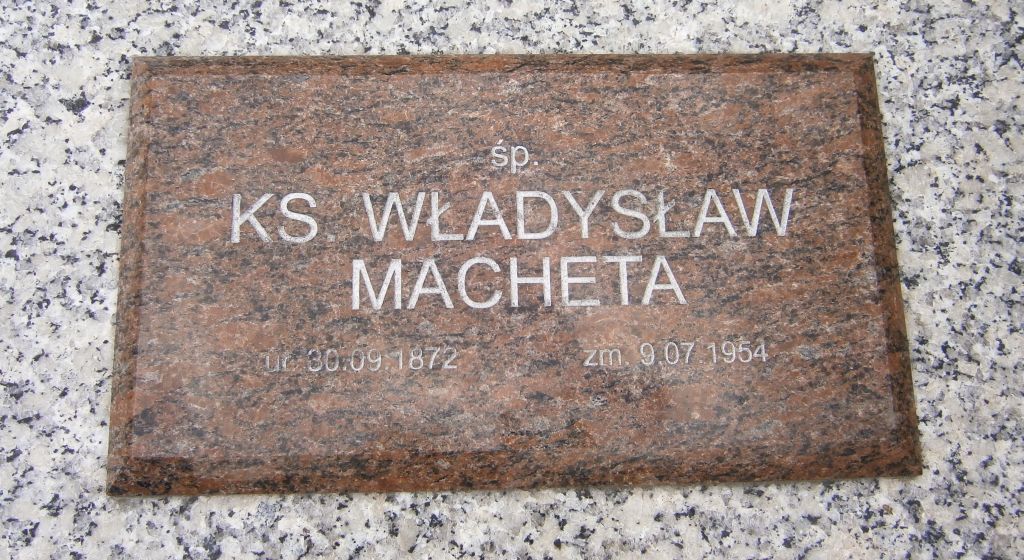 śp.
KS. WŁADYSŁAW
MACHETA
ur. 30.09.1872 zm. 9.07.1954